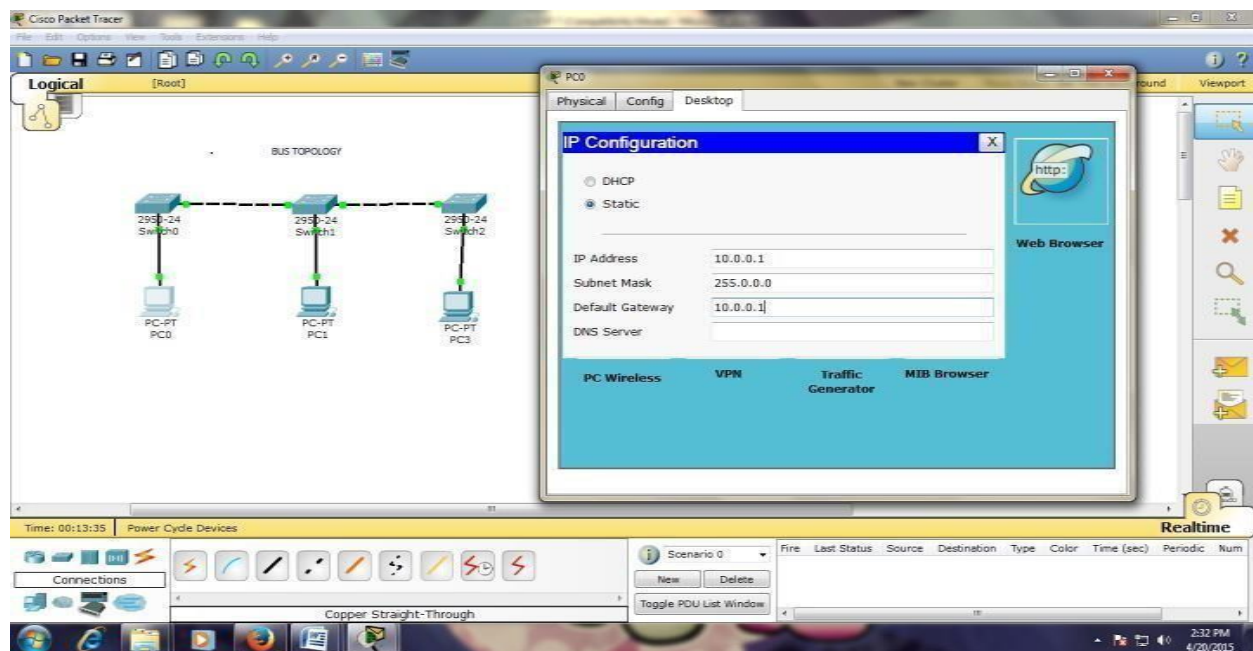 Cisco Packet Tracer
File Edit Options View Tools Extensions Help
Logical
[Root]
Viewport
BUS TOPOLOGY
2950-24
Switch0
2950-24
Switch1
2950-24
Switch2
PC-PT
PC0
PC-PT
PC1
PC-PT
PC3
PC0
Physical Config Desktop
IP Configuration X
DHCP
Static
IP Address 10.0.0.1
Subnet Mask 255.0.0.0
Default Gateway 10.0.0.1
DNS Server
http:
Web Browser
PC Wireless
VPN
Traffic
Generator
MIB Browser
Time: 00:13:35 Power Cycle Devices
Realtime
Connections
Copper Straight-Through
Scenario 0
New Delete
Toggle PDU List Window
Fire Last Status Source Destination Type Color Time (sec) Periodic Num
2:32 PM
4/20/2015